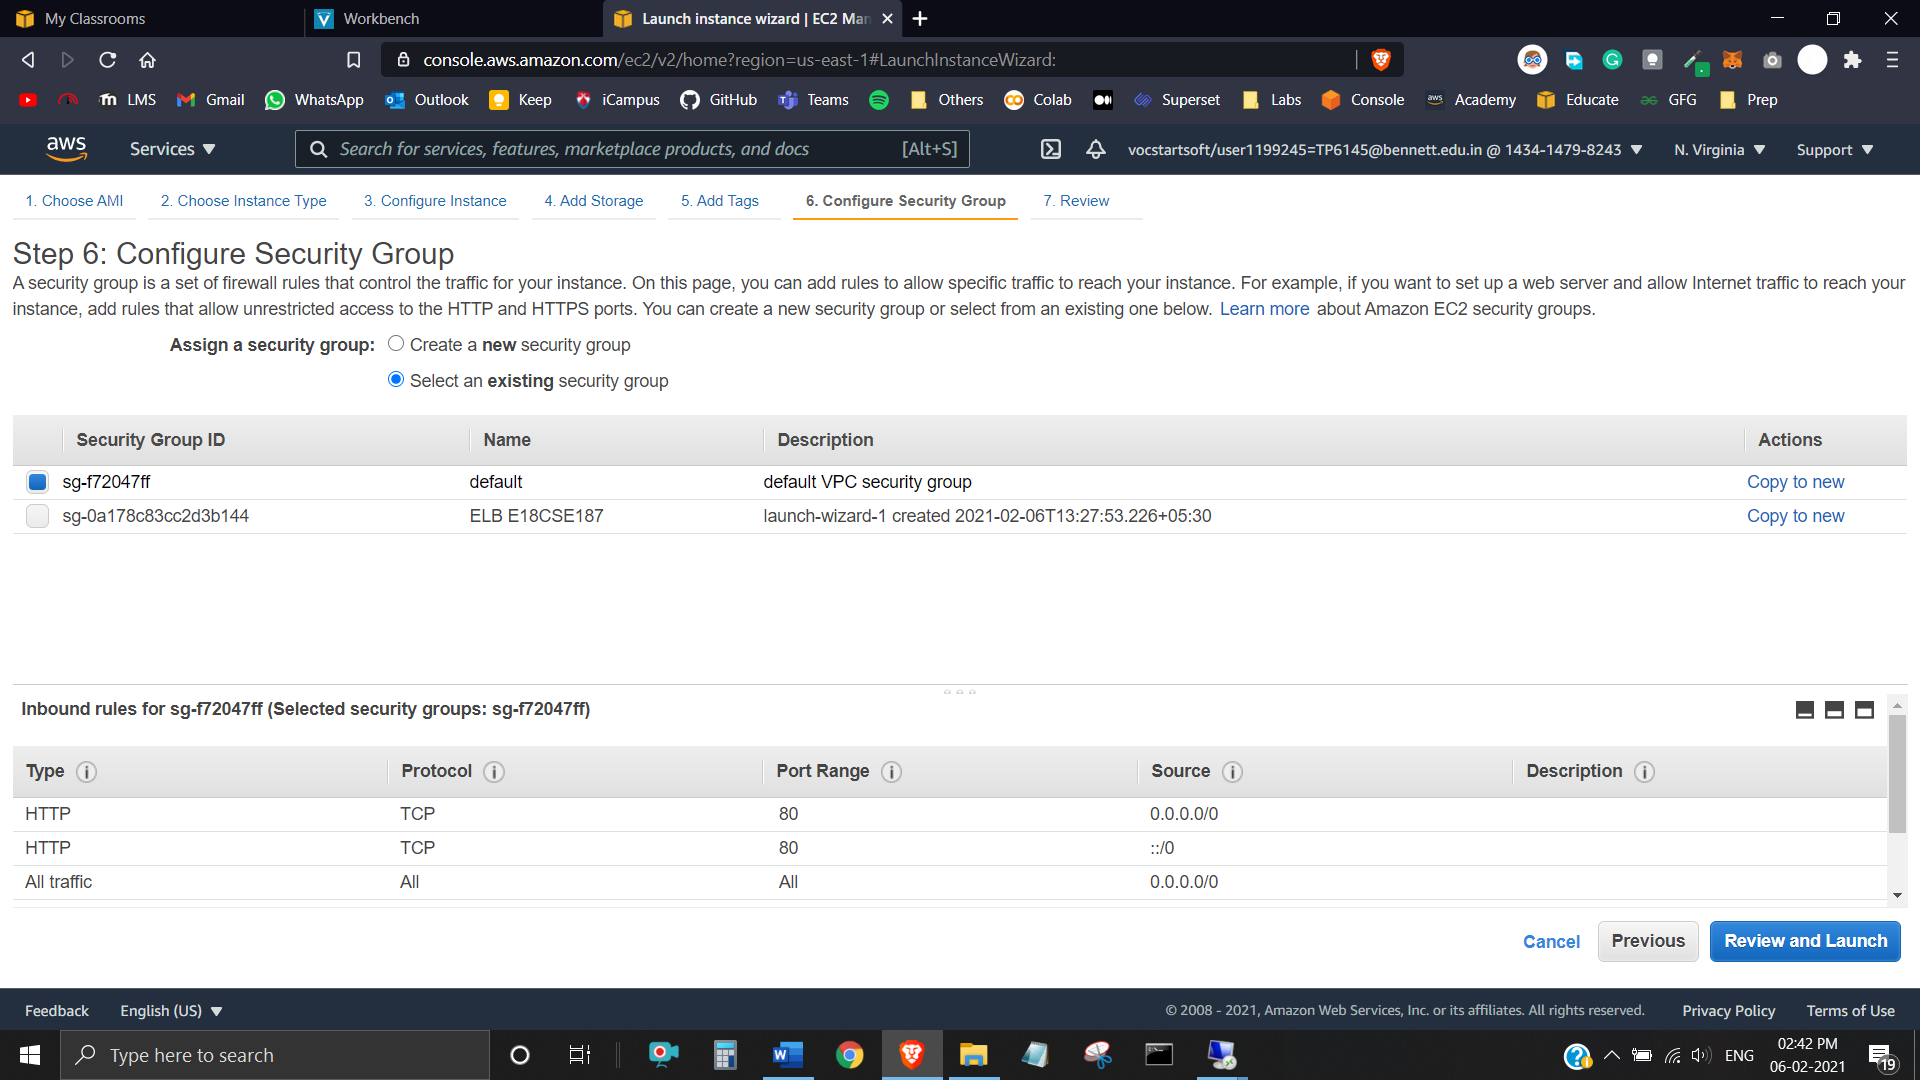 My Classrooms
Workbench
Launch instance wizard | EC2 Man
console.aws.amazon.com/ec2/v2/home?region=us-east-1#LaunchInstanceWizard:
LMS Gmail WhatsApp Outlook Keep iCampus GitHub Teams Others Colab Superset Labs Console aws Academy Educate GFG Prep
aws Services Search for services, features, marketplace products, and docs [Alt+S] vocstartsoft/user1199245=TP6145@bennett.edu.in @ 1434-1479-8243 N. Virginia Support
1. Choose AMI 2. Choose Instance Type 3. Configure Instance 4. Add Storage 5. Add Tags 6. Configure Security Group 7. Review
Step 6: Configure Security Group
A security group is a set of firewall rules that control the traffic for your instance. On this page, you can add rules to allow specific traffic to reach your instance. For example, if you want to set up a web server and allow Internet traffic to reach your
instance, add rules that allow unrestricted access to the HTTP and HTTPS ports. You can create a new security group or select from an existing one below. Learn more about Amazon EC2 security groups.
Assign a security group: Create a new security group
Select an existing security group
Security Group ID Name Description Actions
sg-f72047ff default default VPC security group Copy to new
sg-0a178c83cc2d3b144 ELB E18CSE187 launch-wizard-1 created 2021-02-06T13:27:53.226+05:30 Copy to new
Inbound rules for sg-f72047ff (Selected security groups: sg-f72047ff)
Type Protocol Port Range Source Description
HTTP TCP 80 0.0.0.0/0
HTTP TCP 80 ::/0
All traffic All All 0.0.0.0/0
Cancel Previous Review and Launch
Feedback English (US) © 2008 - 2021, Amazon Web Services, Inc. or its affiliates. All rights reserved. Privacy Policy Terms of Use
Type here to search
ENG
02:42 PM
06-02-2021
19